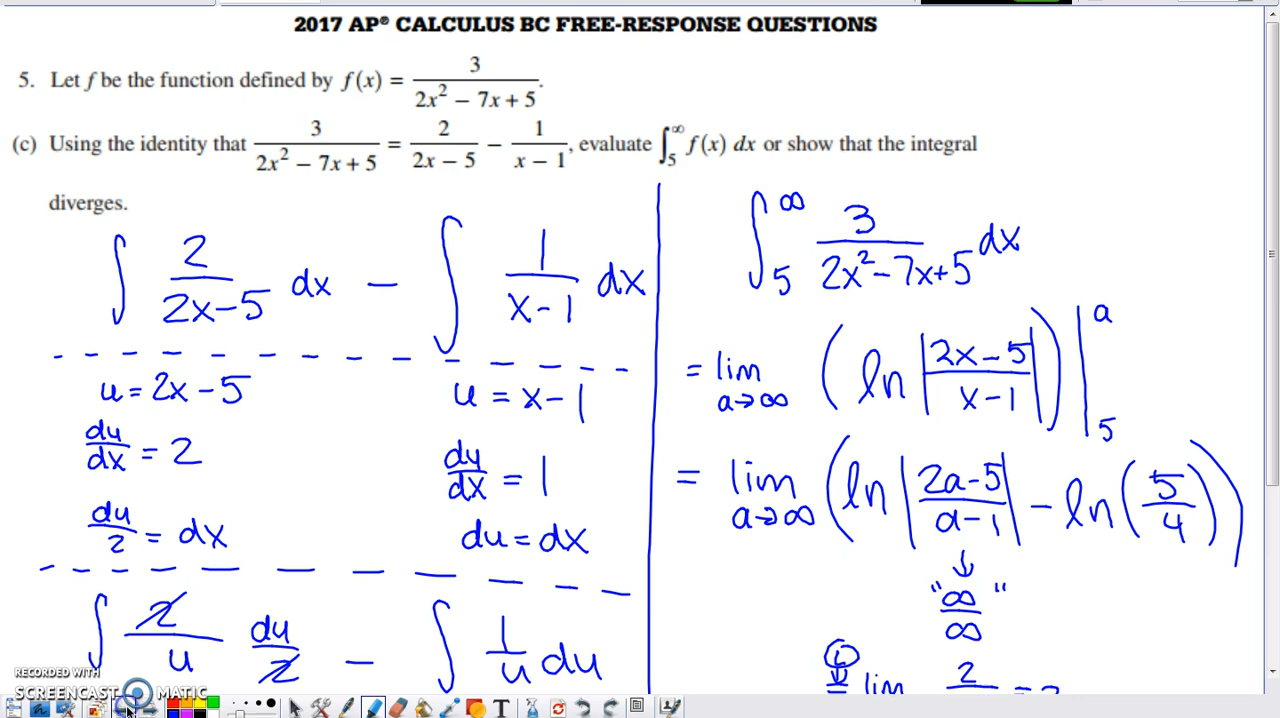 2017 AP® CALCULUS BC FREE-RESPONSE QUESTIONS
5. Let f be the function defined by f(x) = 3/(2x² − 7x + 5).
(c) Using the identity that 3/(2x² − 7x + 5) = 2/(2x − 5) − 1/(x − 1), evaluate ∫₅^∞ f(x) dx or show that the integral
diverges.
∫ 2/(2x−5) dx − ∫ 1/(x−1) dx
u = 2x − 5
du/dx = 2
du/2 = dx
u = x − 1
du/dx = 1
du = dx
∫ 2/u du/2 − ∫ 1/u du
∫₅^∞ 3/(2x²−7x+5) dx
= lim a→∞ (ln |(2x−5)/(x−1)|) |₅^a
= lim a→∞ (ln |(2a−5)/(a−1)| − ln(5/4))
↓
"∞/∞"
L
= lim 2
RECORDED WITH
SCREENCAST MATIC